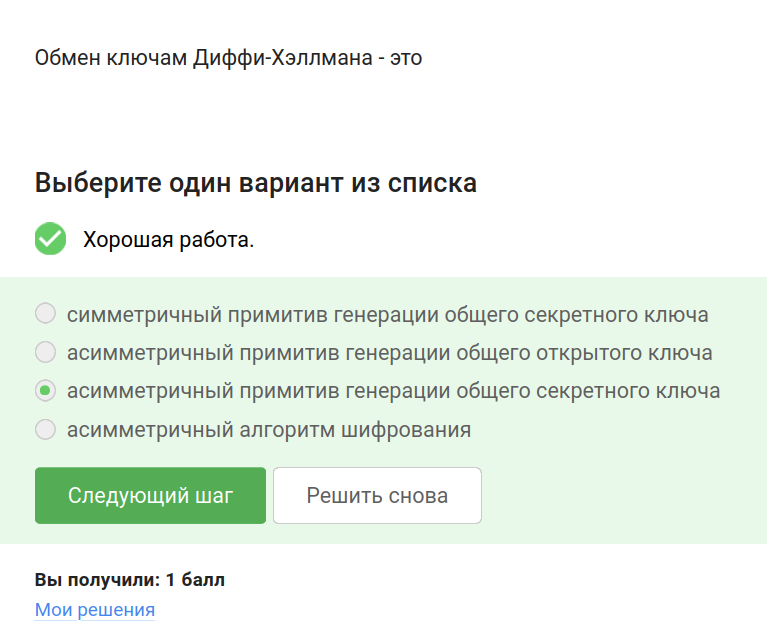 Обмен ключам Диффи-Хэллмана - это
Выберите один вариант из списка
Хорошая работа.
симметричный примитив генерации общего секретного ключа
асимметричный примитив генерации общего открытого ключа
асимметричный примитив генерации общего секретного ключа
асимметричный алгоритм шифрования
Следующий шаг
Решить снова
Вы получили: 1 балл
Мои решения